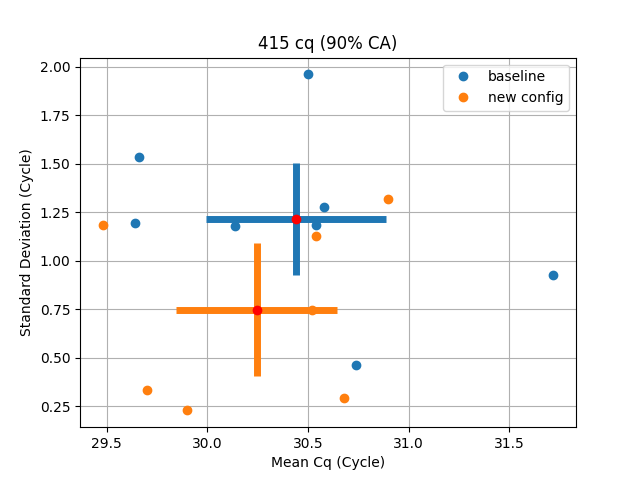 415 cq (90% CA)
baseline
new config
2.00
1.75
1.50
1.25
1.00
0.75
0.50
0.25
Standard Deviation (Cycle)
29.5 30.0 30.5 31.0 31.5
Mean Cq (Cycle)